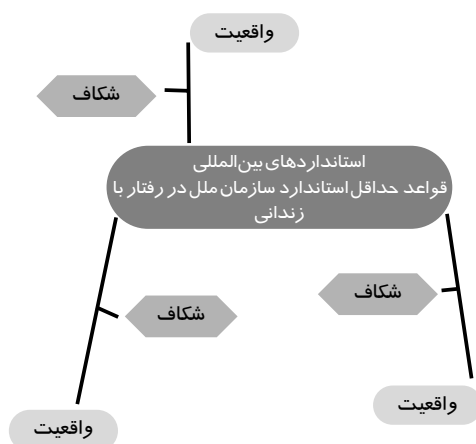 واقعیت
شکاف
استانداردهای بین‌المللی
قواعد حداقل استاندارد سازمان ملل در رفتار با
زندانی
شکاف
شکاف
واقعیت
واقعیت